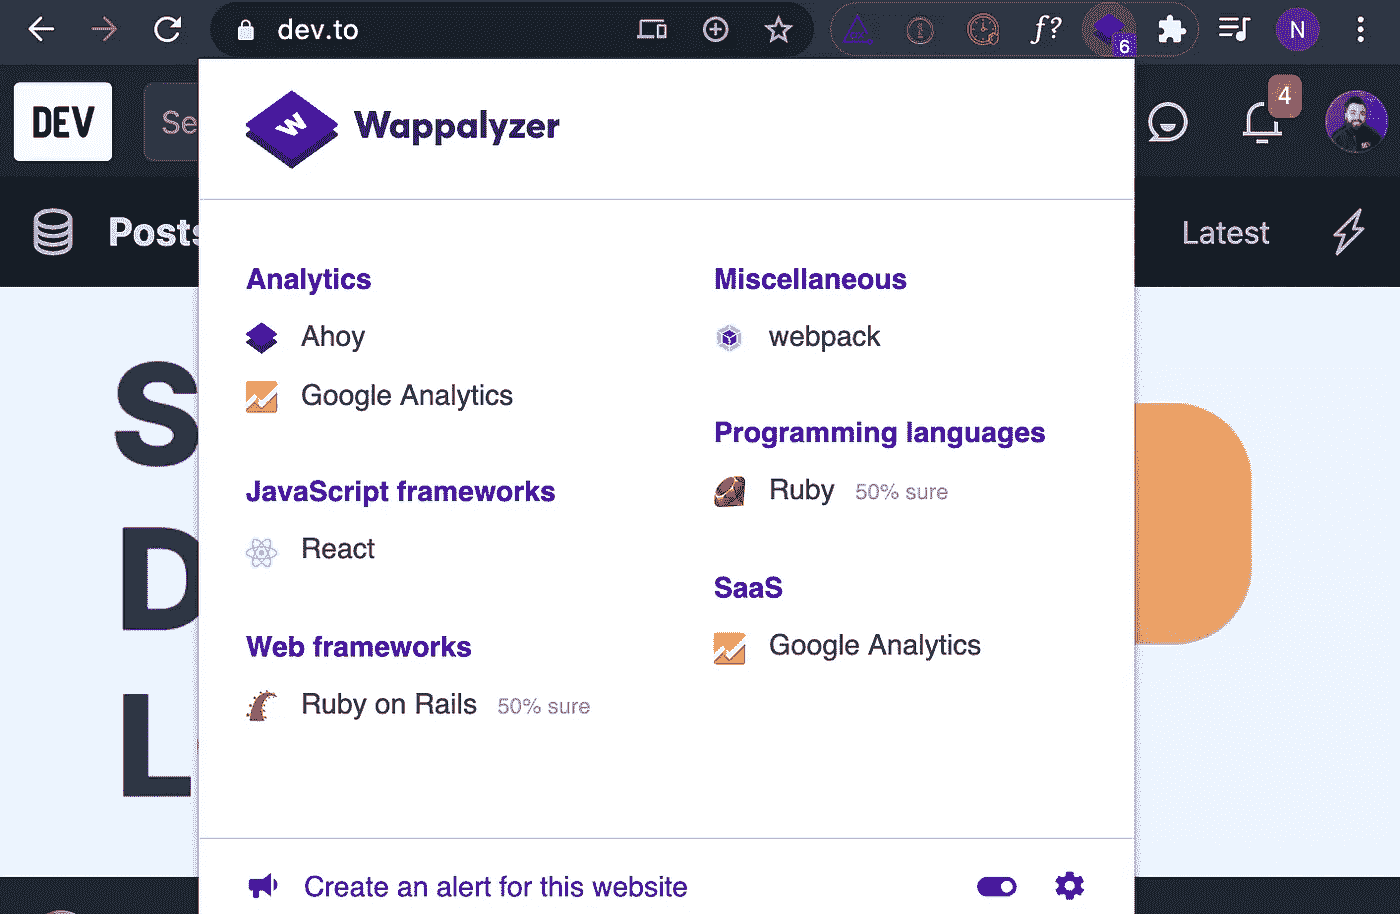 dev.to
f?
6
N
DEV
Se
4
W
Wappalyzer
Posts
Latest
Analytics
Ahoy
Google Analytics
JavaScript frameworks
React
Web frameworks
Ruby on Rails 50% sure
Miscellaneous
webpack
Programming languages
Ruby 50% sure
SaaS
Google Analytics
S
D
L
Create an alert for this website